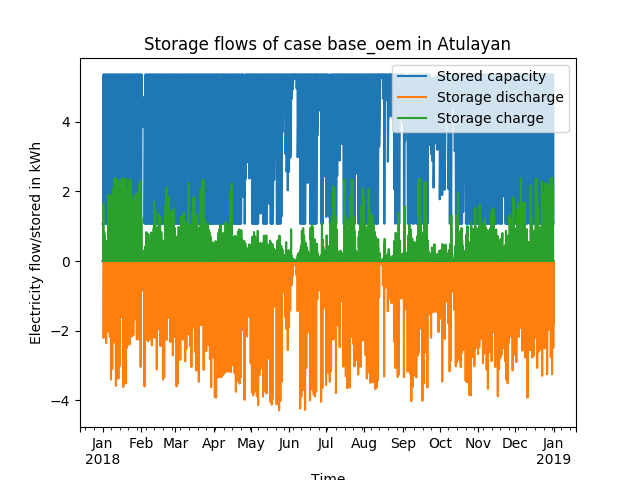 Storage flows of case base_oem in Atulayan
Stored capacity
Storage discharge
Storage charge
Electricity flow/stored in kWh
4
2
0
−2
−4
Jan Feb Mar Apr May Jun Jul Aug Sep Oct Nov Dec Jan
2018 2019
Time